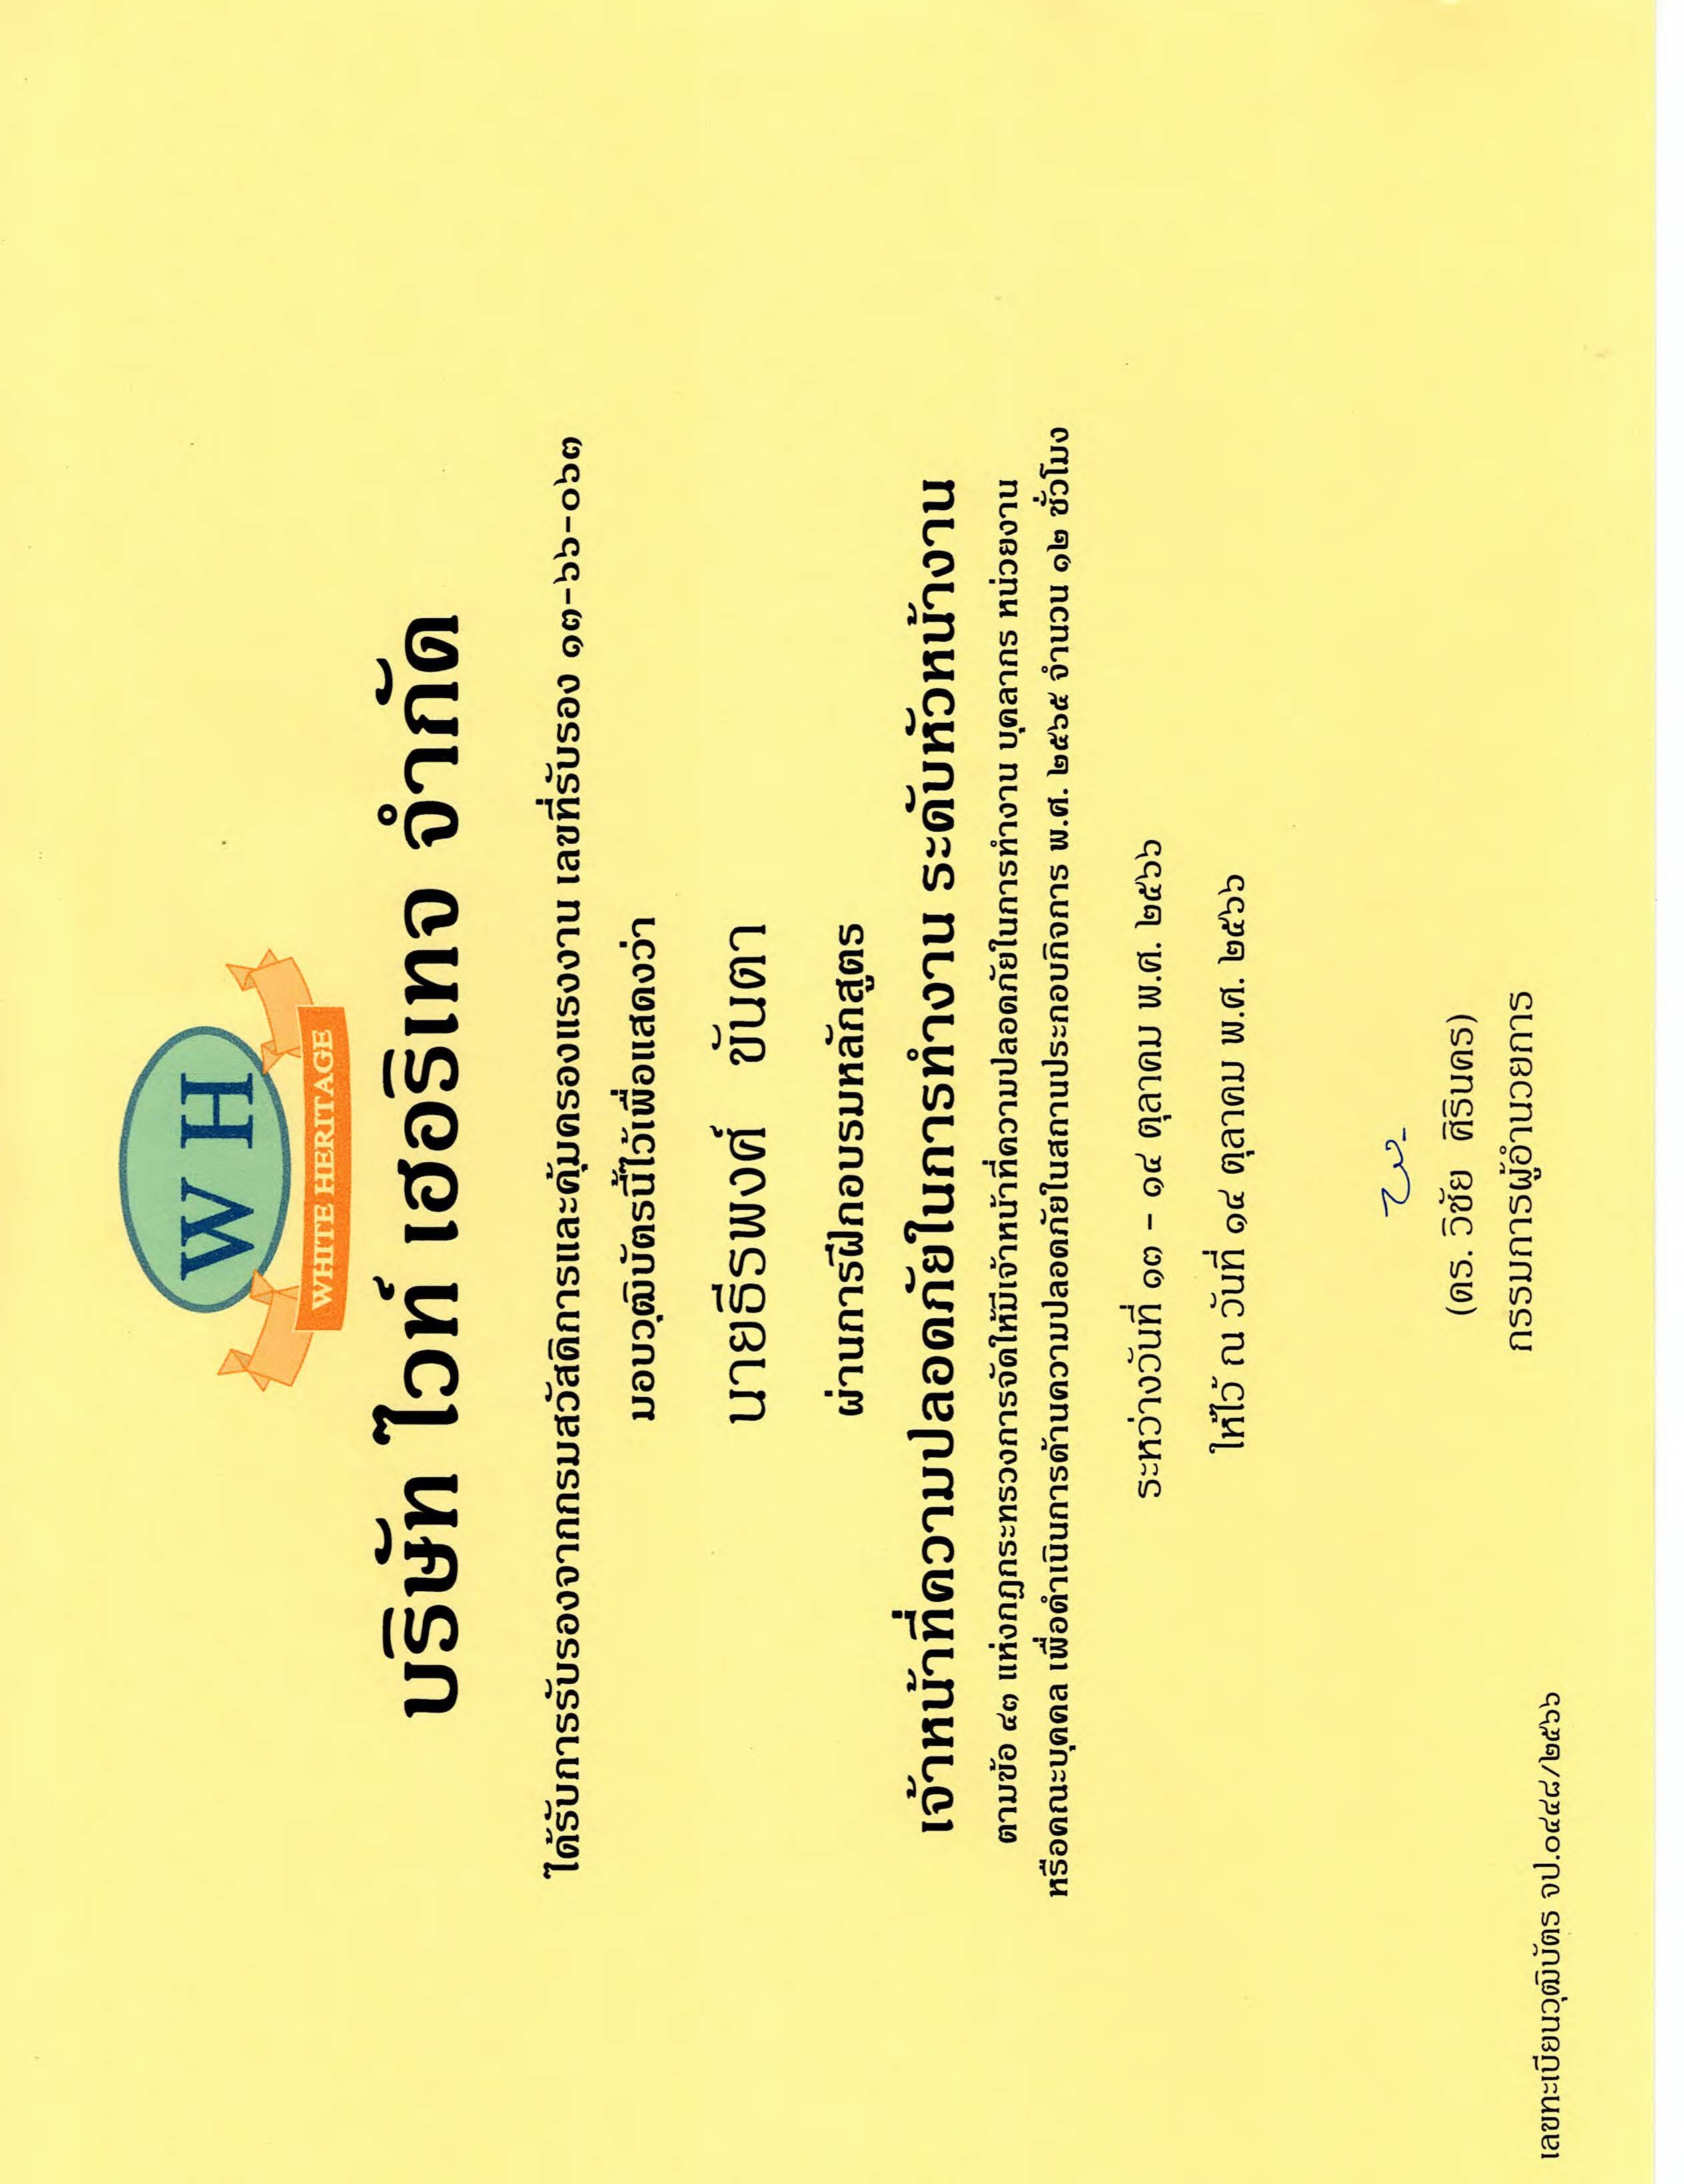 W H
WHITE HERITAGE
บริษัท ไวท์ เฮอริเทจ จำกัด
ได้รับการรับรองจากกรมสวัสดิการและคุ้มครองแรงงาน เลขที่รับรอง ๑๓-๖๖-๐๖๓
มอบวุฒิบัตรนี้ไว้เพื่อแสดงว่า
นายธีรพงศ์ ขันตา
ผ่านการฝึกอบรมหลักสูตร
เจ้าหน้าที่ความปลอดภัยในการทำงาน ระดับหัวหน้างาน
ตามข้อ ๔๓ แห่งกฎกระทรวงการจัดให้มีเจ้าหน้าที่ความปลอดภัยในการทำงาน บุคลากร หน่วยงาน
หรือคณะบุคคล เพื่อดำเนินการด้านความปลอดภัยในสถานประกอบกิจการ พ.ศ. ๒๕๖๕ จำนวน ๑๒ ชั่วโมง
ระหว่างวันที่ ๑๓ - ๑๔ ตุลาคม พ.ศ. ๒๕๖๖
ให้ไว้ ณ วันที่ ๑๔ ตุลาคม พ.ศ. ๒๕๖๖
(ดร. วิชัย ศิรินคร)
กรรมการผู้อำนวยการ
เลขทะเบียนวุฒิบัตร จป.๐๔๔๘/๒๕๖๖